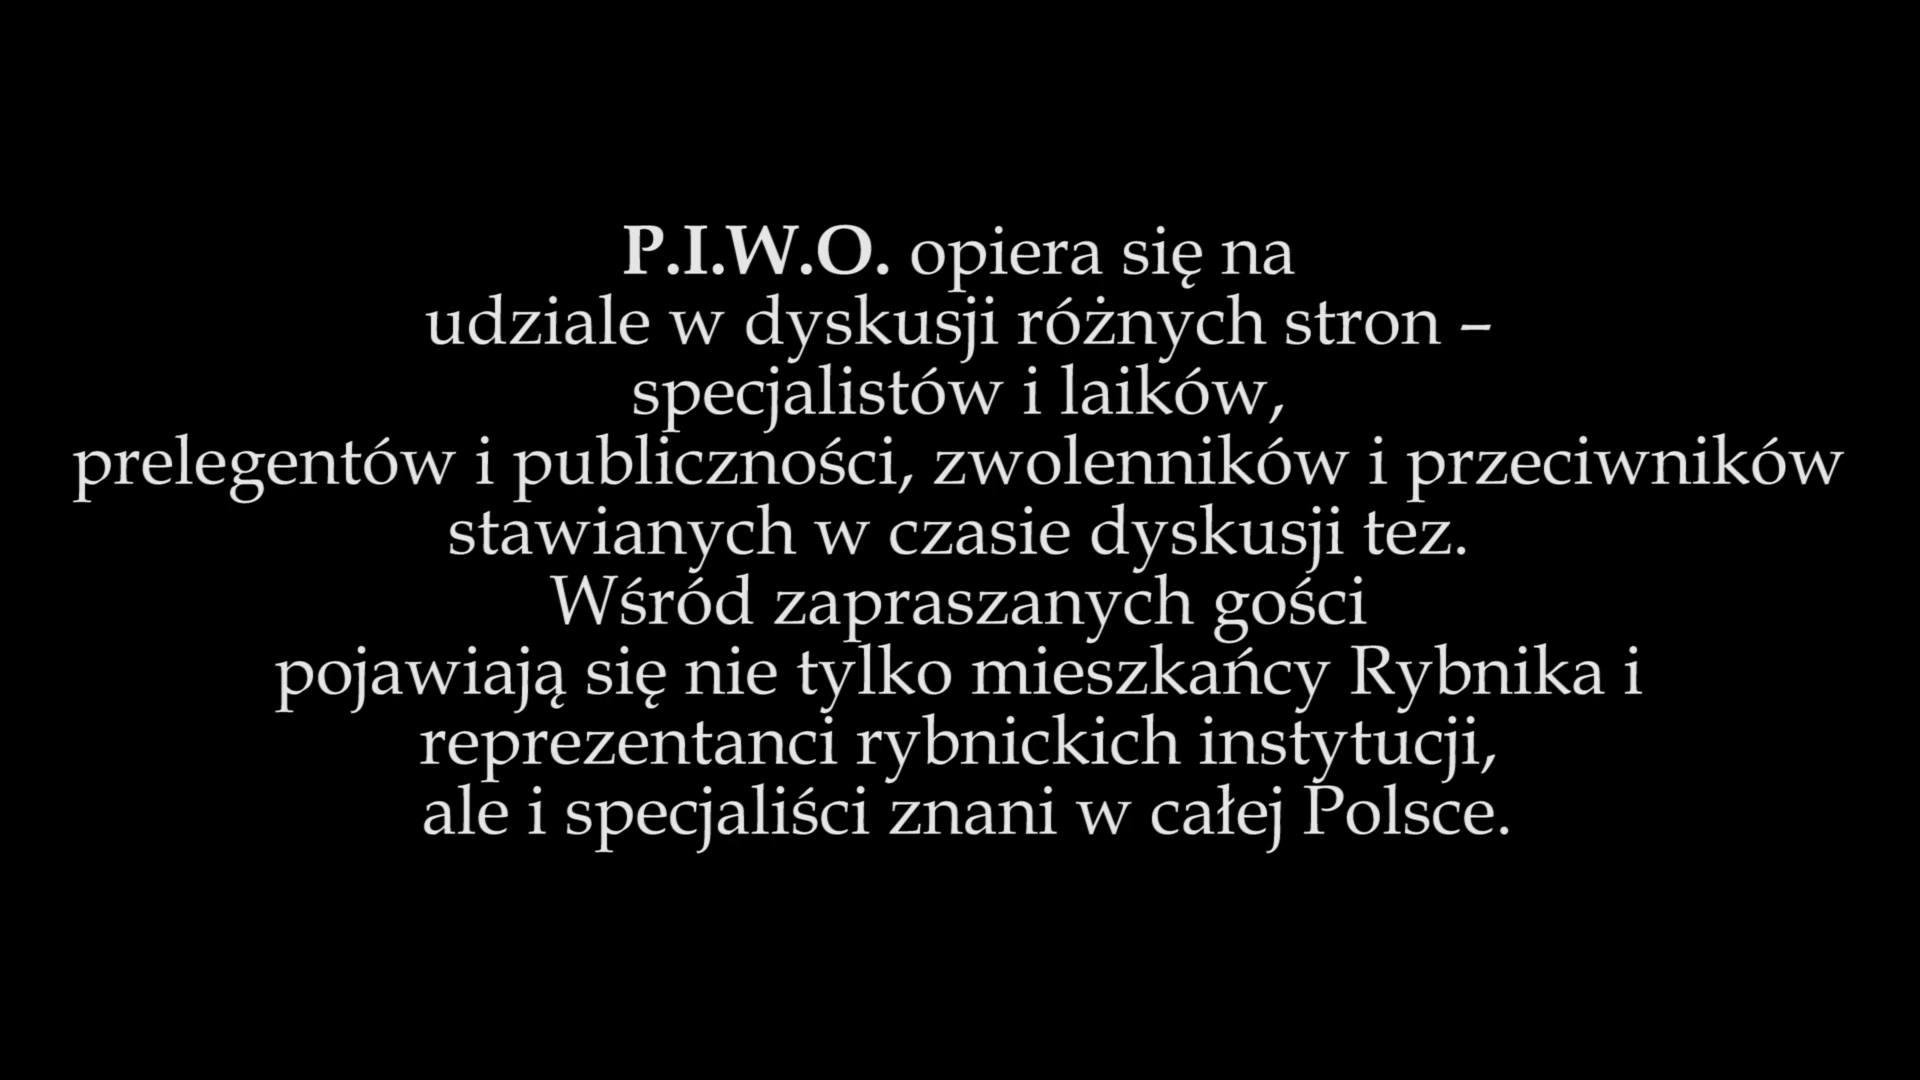 P.I.W.O. opiera się na
udziale w dyskusji różnych stron –
specjalistów i laików,
prelegentów i publiczności, zwolenników i przeciwników
stawianych w czasie dyskusji tez.
Wśród zapraszanych gości
pojawiają się nie tylko mieszkańcy Rybnika i
reprezentanci rybnickich instytucji,
ale i specjaliści znani w całej Polsce.